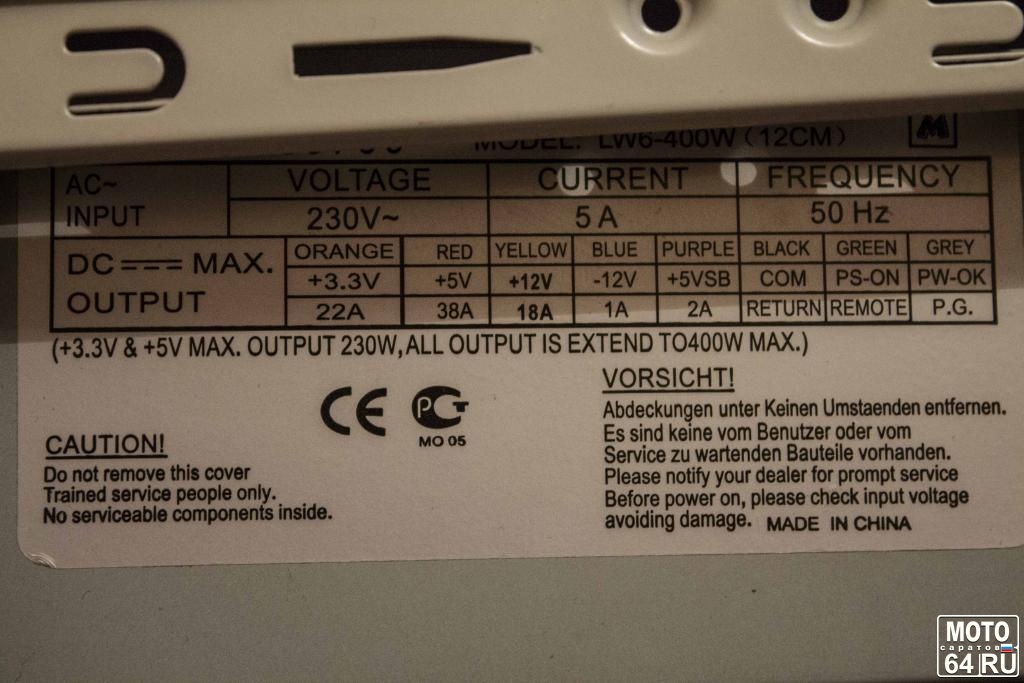 MODEL: LW6-400W (12CM)
AC~ INPUT VOLTAGE CURRENT FREQUENCY
230V~ 5A 50 Hz
DC MAX. OUTPUT ORANGE RED YELLOW BLUE PURPLE BLACK GREEN GREY
+3.3V +5V +12V -12V +5VSB COM PS-ON PW-OK
22A 38A 18A 1A 2A RETURN REMOTE P.G.
(+3.3V & +5V MAX. OUTPUT 230W,ALL OUTPUT IS EXTEND TO400W MAX.)
CE РСТ
MO 05
CAUTION!
Do not remove this cover
Trained service people only.
No serviceable components inside.
VORSICHT!
Abdeckungen unter Keinen Umstaenden entfernen.
Es sind keine vom Benutzer oder vom
Service zu wartenden Bauteile vorhanden.
Please notify your dealer for prompt service
Before power on, please check input voltage
avoiding damage. MADE IN CHINA
MOTO
саратов
64 RU